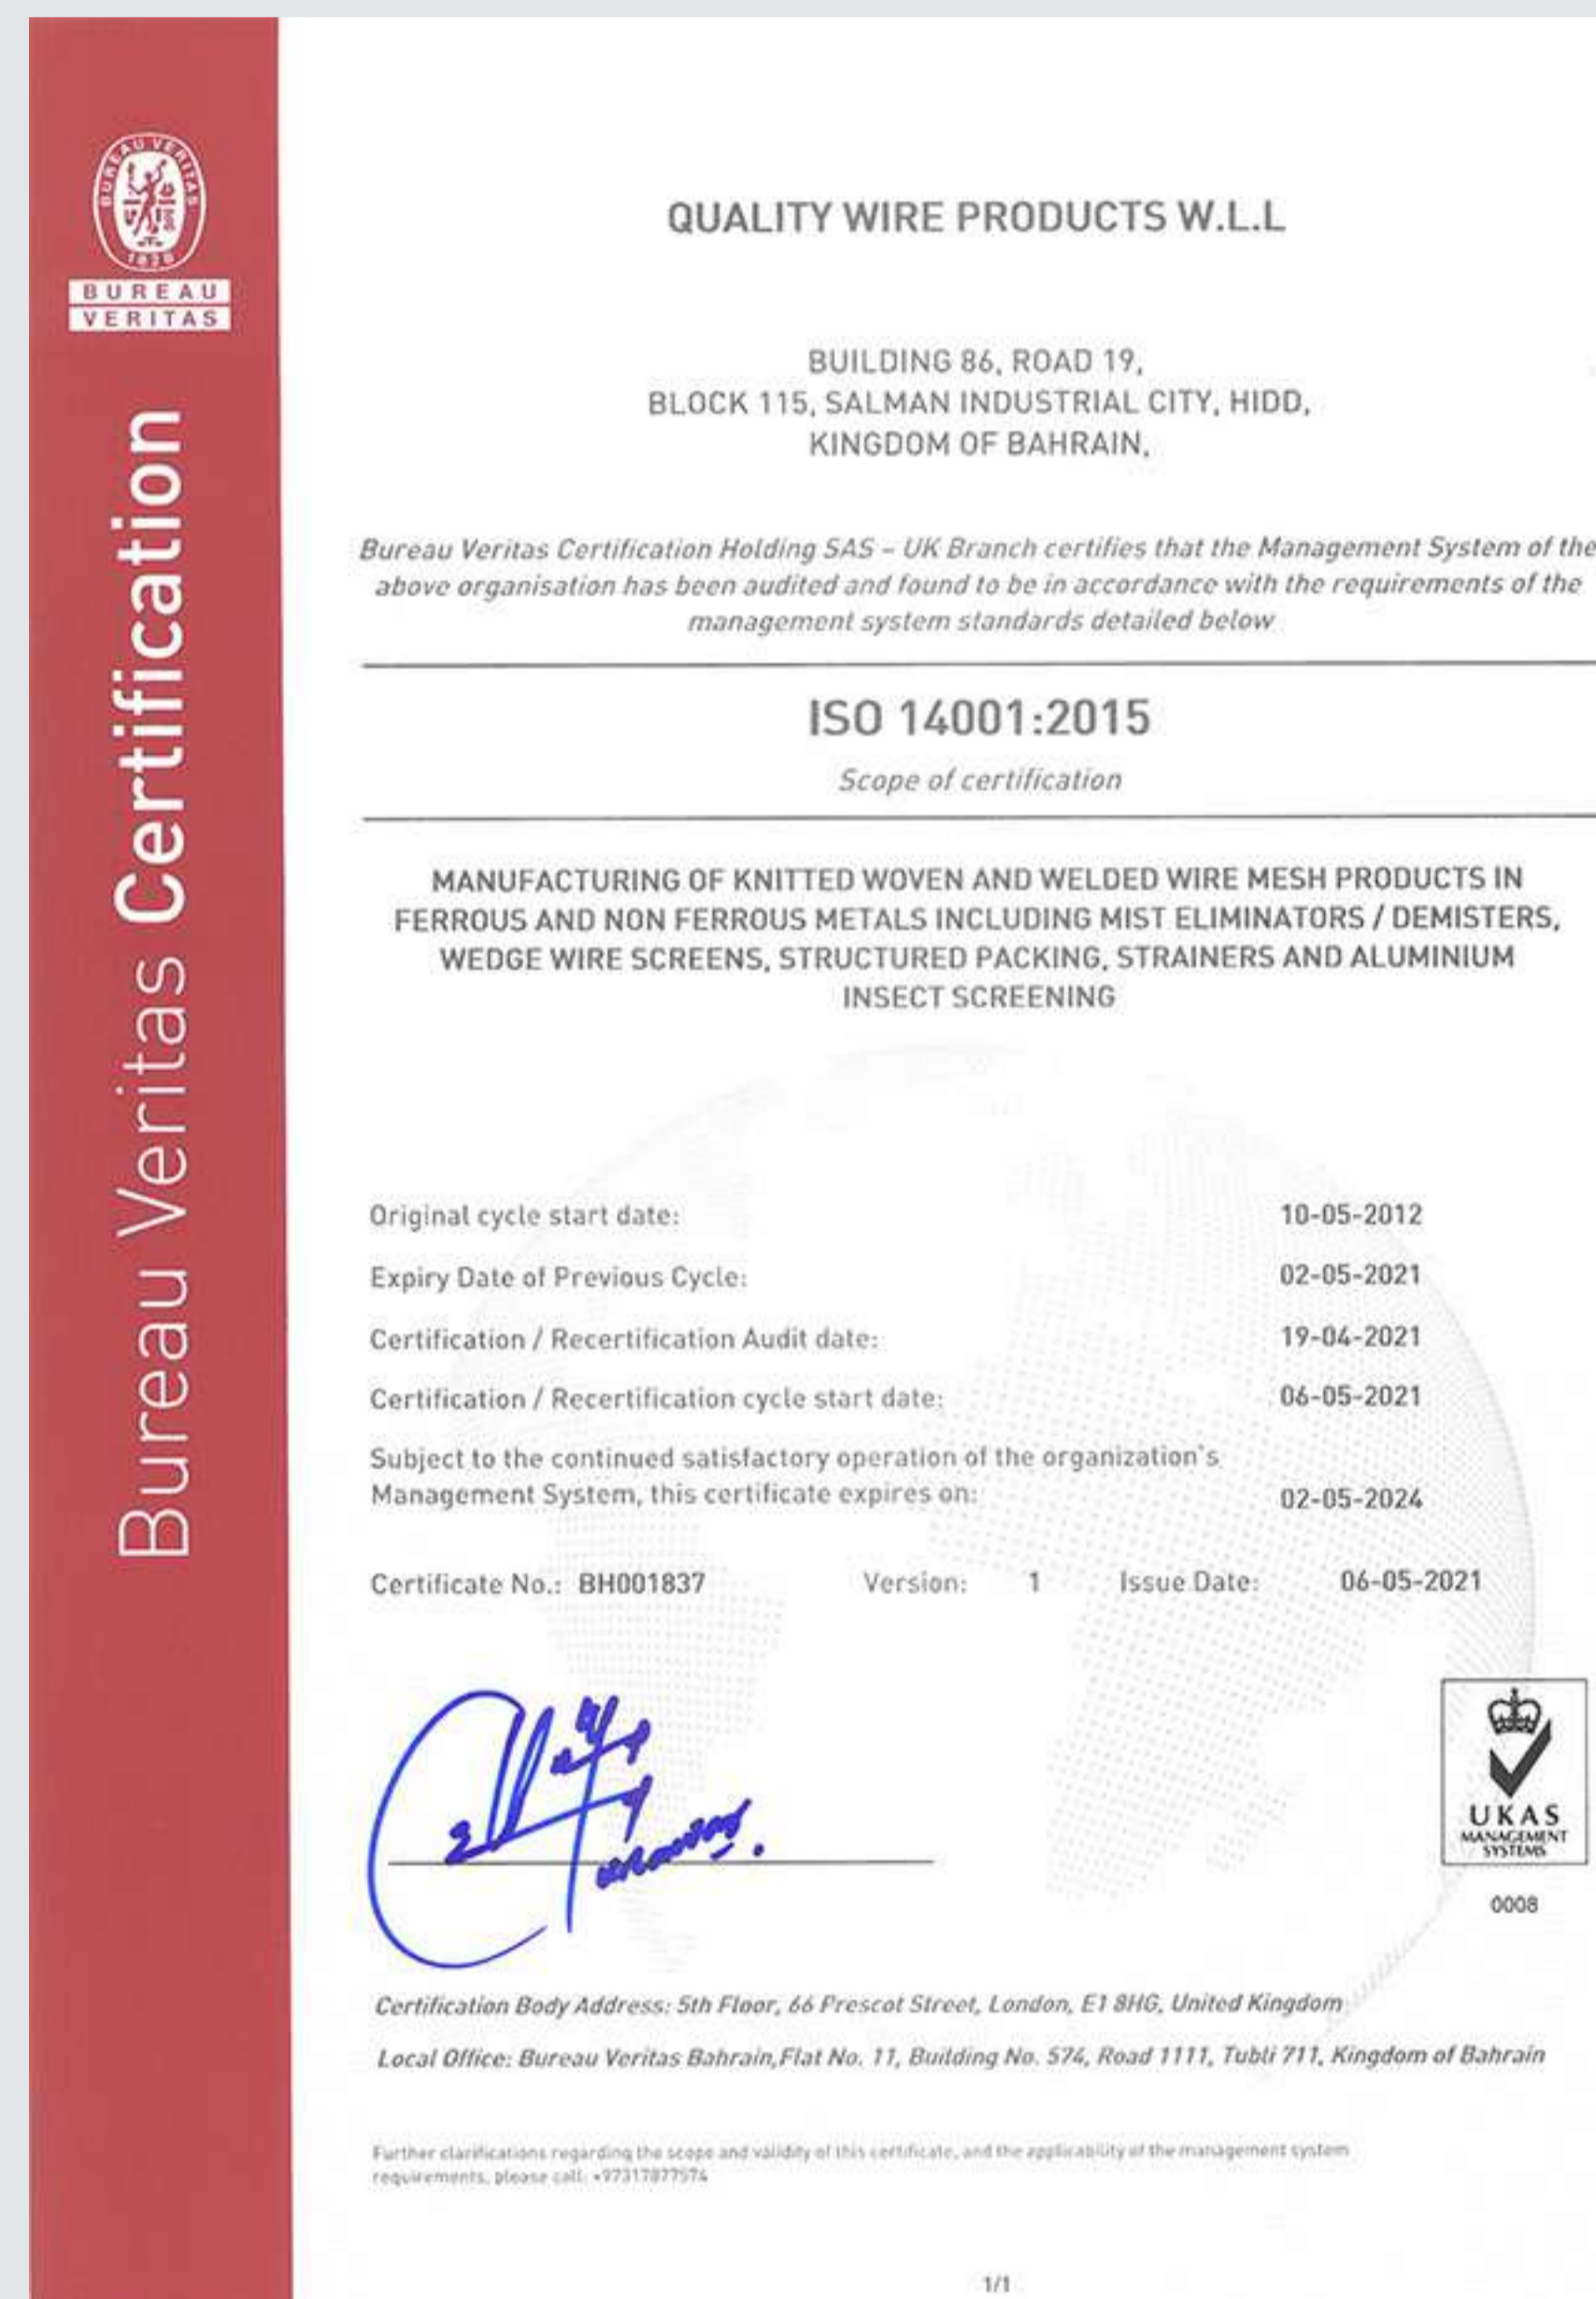 BUREAU VERITAS
1828
BUREAU
VERITAS
Bureau Veritas Certification
QUALITY WIRE PRODUCTS W.L.L
BUILDING 86, ROAD 19,
BLOCK 115, SALMAN INDUSTRIAL CITY, HIDD,
KINGDOM OF BAHRAIN,
Bureau Veritas Certification Holding SAS – UK Branch certifies that the Management System of the
above organisation has been audited and found to be in accordance with the requirements of the
management system standards detailed below
ISO 14001:2015
Scope of certification
MANUFACTURING OF KNITTED WOVEN AND WELDED WIRE MESH PRODUCTS IN
FERROUS AND NON FERROUS METALS INCLUDING MIST ELIMINATORS / DEMISTERS,
WEDGE WIRE SCREENS, STRUCTURED PACKING, STRAINERS AND ALUMINIUM
INSECT SCREENING
Original cycle start date: 10-05-2012
Expiry Date of Previous Cycle: 02-05-2021
Certification / Recertification Audit date: 19-04-2021
Certification / Recertification cycle start date: 06-05-2021
Subject to the continued satisfactory operation of the organization's
Management System, this certificate expires on: 02-05-2024
Certificate No.: BH001837 Version: 1 Issue Date: 06-05-2021
UKAS
MANAGEMENT
SYSTEMS
0008
Certification Body Address: 5th Floor, 66 Prescot Street, London, E1 8HG, United Kingdom
Local Office: Bureau Veritas Bahrain,Flat No. 11, Building No. 574, Road 1111, Tubli 711, Kingdom of Bahrain
Further clarifications regarding the scope and validity of this certificate, and the applicability of the management system
requirements, please call: +97317877574
1/1